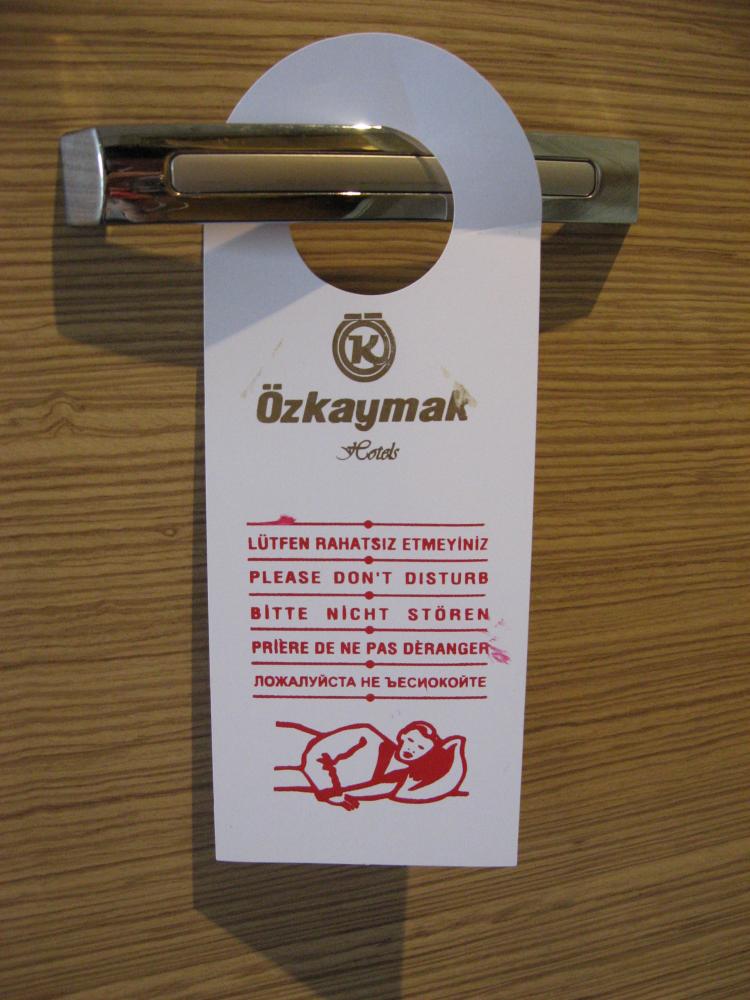 K
Özkaymak
Hotels
LÜTFEN RAHATSIZ ETMEYİNİZ
PLEASE DON'T DISTURB
BİTTE NİCHT STÖREN
PRİÈRE DE NE PAS DÈRANGER
ЛОЖАЛУЙСТА НЕ ЪЕСИОКОЙТЕ